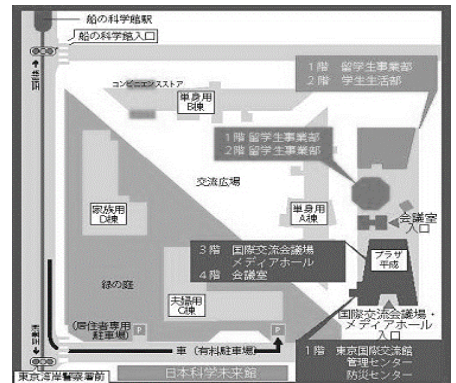 船の科学館駅
船の科学館入口
コンビニエンスストア
単身用
B棟
1階 留学生事業部
2階 学生生活部
1階 留学生事業部
2階 留学生事業部
交流広場
家族用
D棟
単身用
A棟
会議室
入口
3階 国際交流会議場
メディアホール
4階 会議室
プラザ
平成
緑の庭
夫婦用
C棟
国際交流会議場・
メディアホール
入口
(居住者専用
駐車場)
P
P
車(有料駐車場)
1階 東京国際交流館
管理センター
防災センター
東京湾岸警察署前
日本科学未来館